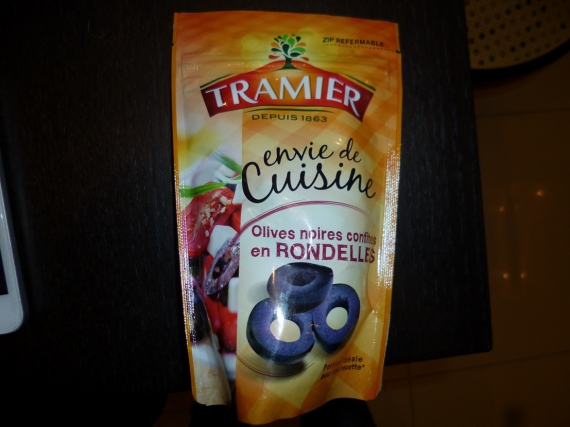 ZIP REFERMABLE
TRAMIER
DEPUIS 1863
envie de
Cuisine
Olives noires confites
en RONDELLES